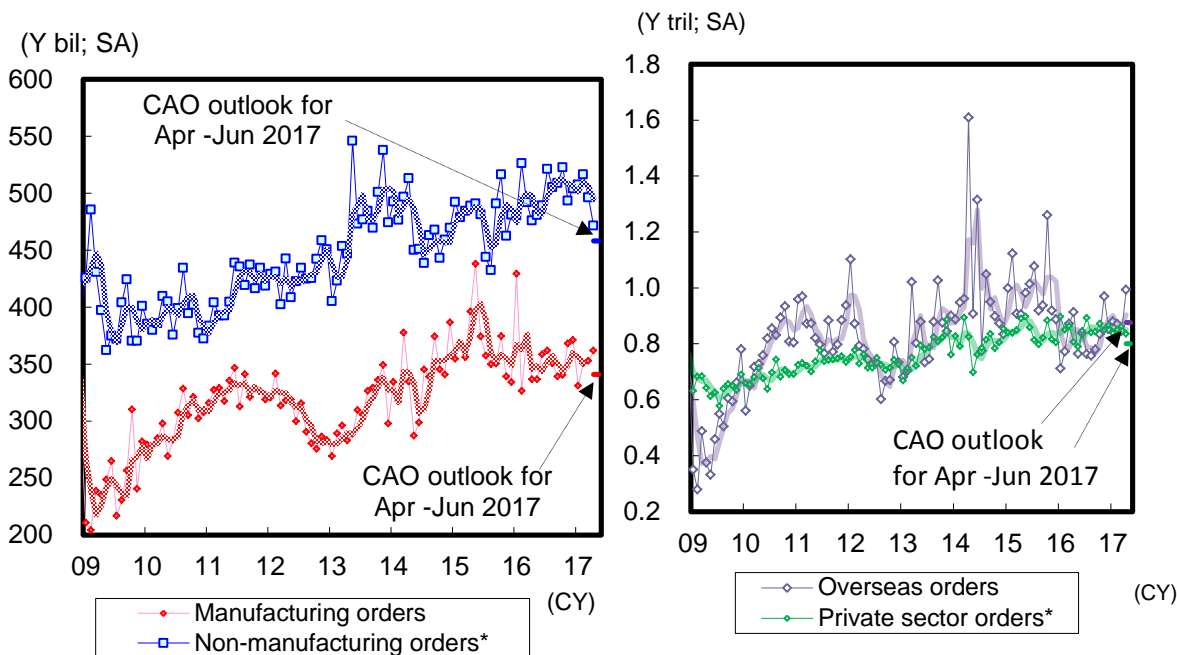 (Y bil; SA)
600
550
500
450
400
350
300
250
200
CAO outlook for
Apr -Jun 2017
CAO outlook for
Apr -Jun 2017
09 10 11 12 13 14 15 16 17
(CY)
Manufacturing orders
Non-manufacturing orders*
(Y tril; SA)
1.8
1.6
1.4
1.2
1.0
0.8
0.6
0.4
0.2
CAO outlook
for Apr -Jun 2017
09 10 11 12 13 14 15 16 17
(CY)
Overseas orders
Private sector orders*